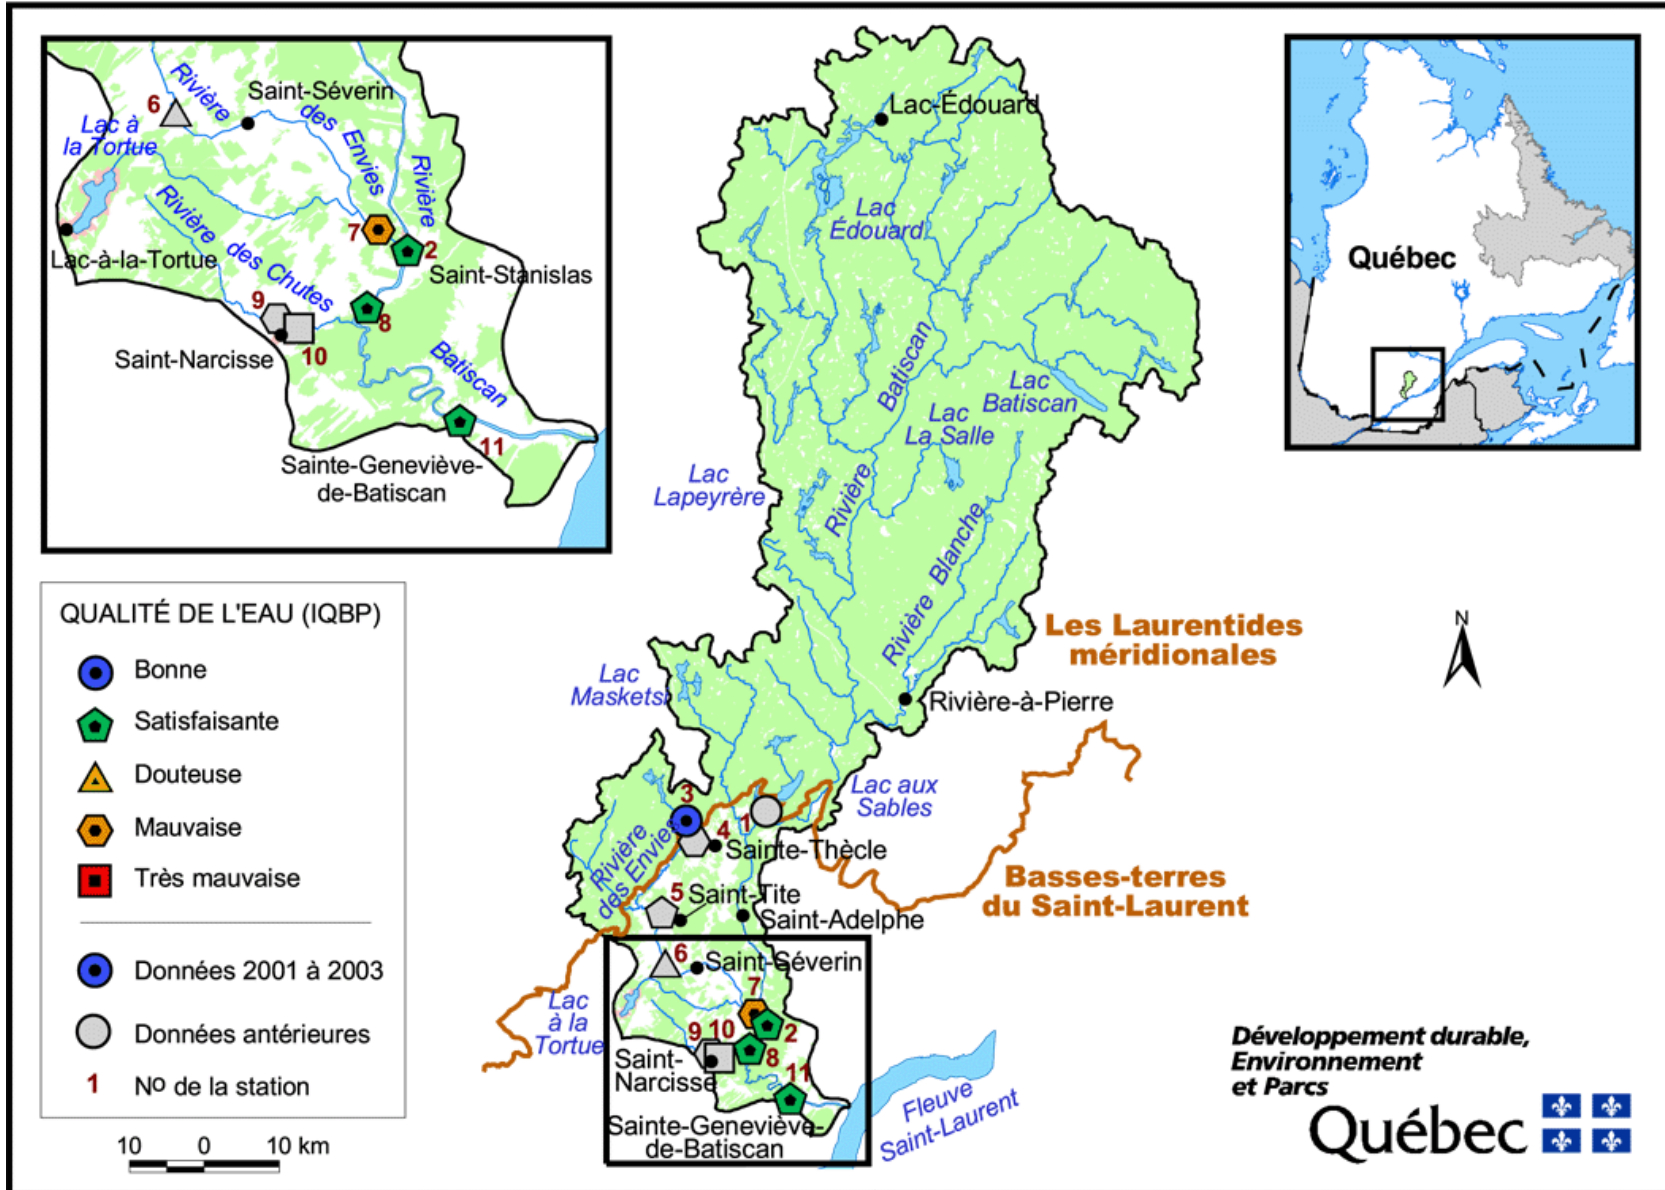 6
Rivière
Saint-Séverin
des Envies
Lac à
la Tortue
Rivière
Rivière
des Chutes
7
2
Lac-à-la-Tortue
Saint-Stanislas
9
8
Saint-Narcisse
10
Batiscan
11
Sainte-Geneviève-
de-Batiscan
QUALITÉ DE L'EAU (IQBP)
Bonne
Satisfaisante
Douteuse
Mauvaise
Très mauvaise
Données 2001 à 2003
Données antérieures
1 No de la station
10 0 10 km
Lac-Édouard
Lac
Édouard
Batiscan
Lac
Batiscan
Lac
La Salle
Lac
Lapeyrère
Rivière
Rivière Blanche
Les Laurentides
méridionales
Lac
Maskets
Rivière-à-Pierre
Lac aux
Sables
3
1
4
Sainte-Thècle
Rivière
des Envies
5
Saint-Tite
Saint-Adelphe
Basses-terres
du Saint-Laurent
6
Saint-Séverin
7
Lac
à la
Tortue
9
10
2
8
Saint-
Narcisse
11
Sainte-Geneviève-
de-Batiscan
Fleuve
Saint-Laurent
Québec
N
Développement durable,
Environnement
et Parcs
Québec